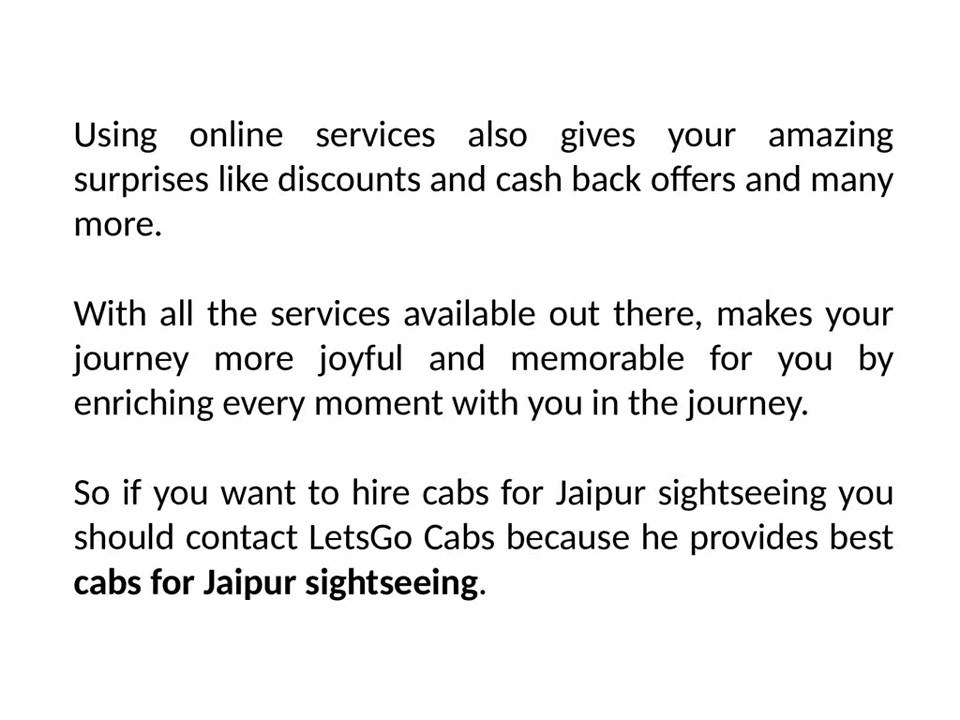 Using online services also gives your amazing
surprises like discounts and cash back offers and many
more.
With all the services available out there, makes your
journey more joyful and memorable for you by
enriching every moment with you in the journey.
So if you want to hire cabs for Jaipur sightseeing you
should contact LetsGo Cabs because he provides best
cabs for Jaipur sightseeing.